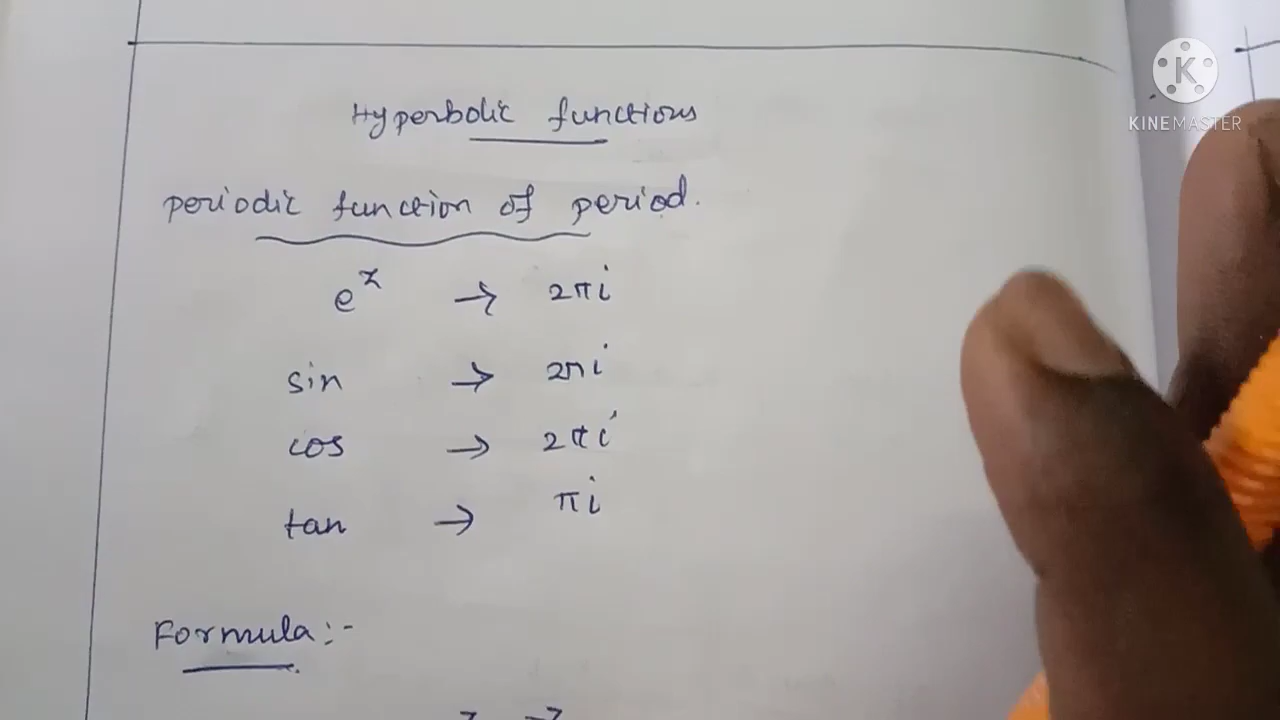 Hyperbolic functions
periodic function of period.
e^z → 2πi
sin → 2πi
cos → 2πi
tan → πi
Formula:-
K
KINEMASTER